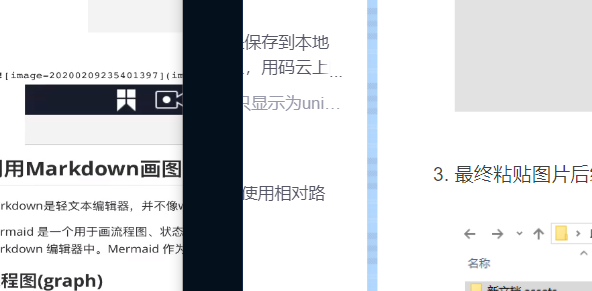 ![image-20200209235401397](im
用Markdown画图
rkdown是轻文本编辑器，并不像
rmaid 是一个用于画流程图、状态
rkdown 编辑器中。Mermaid 作为
程图(graph)
保存到本地
，用码云上...
只显示为uni...
使用相对路
3. 最终粘贴图片后
名称
新文档.assets